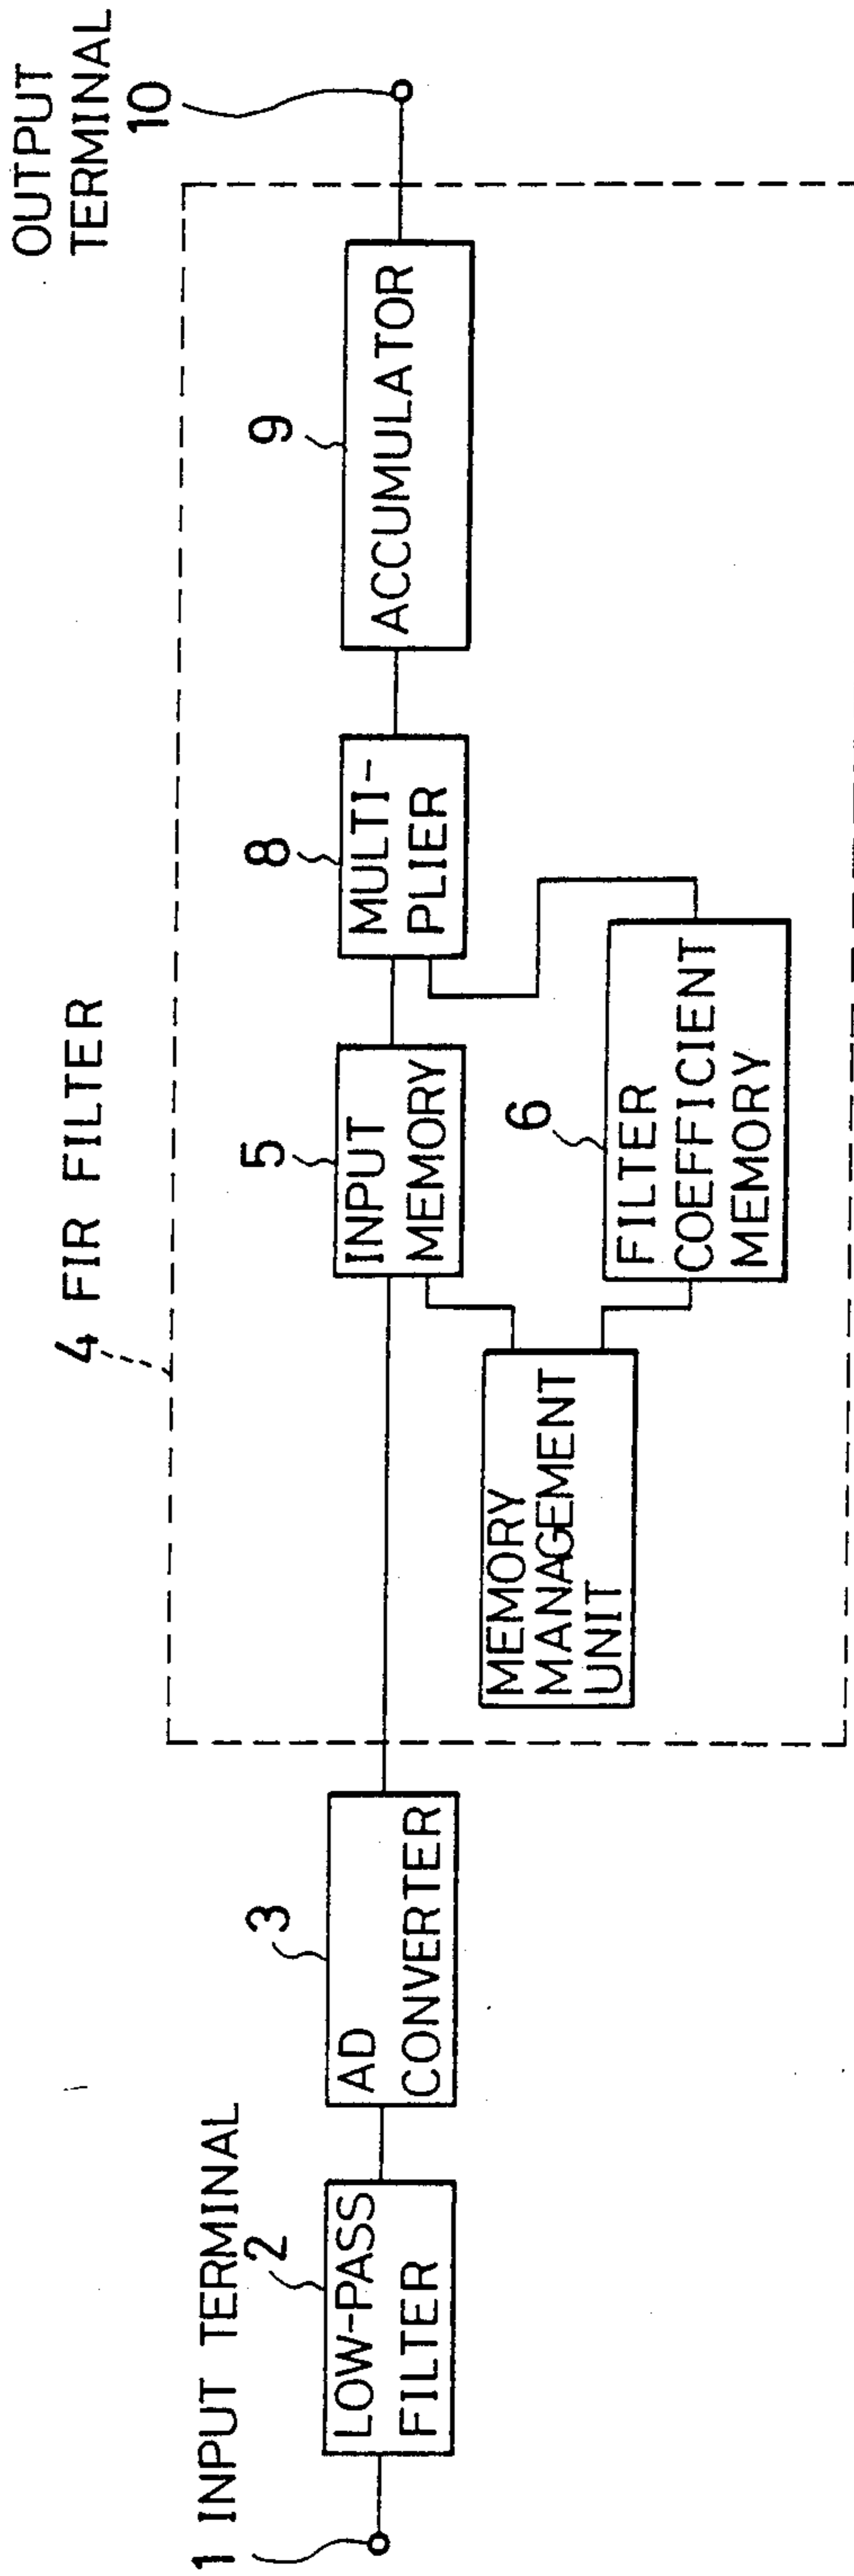 1 INPUT TERMINAL
2
LOW-PASS
FILTER
3
AD
CONVERTER
4 FIR FILTER
5
INPUT
MEMORY
MEMORY
MANAGEMENT
UNIT
6
FILTER
COEFFICIENT
MEMORY
8
MULTI-
PLIER
9
ACCUMULATOR
OUTPUT
TERMINAL
10